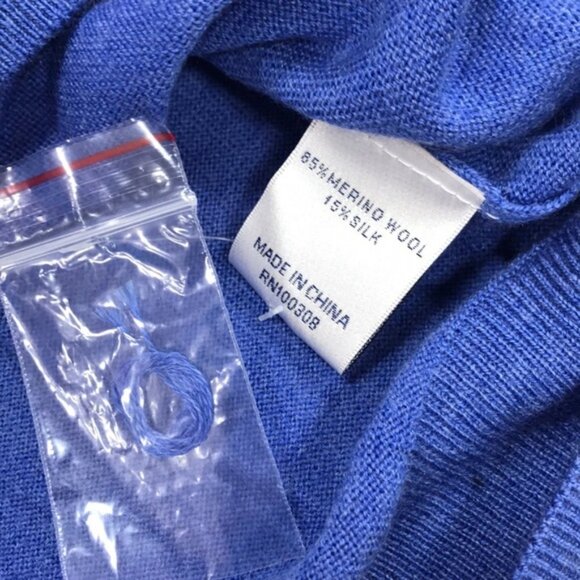 85%MERINO WOOL
15%SILK
MADE IN CHINA
RN100308